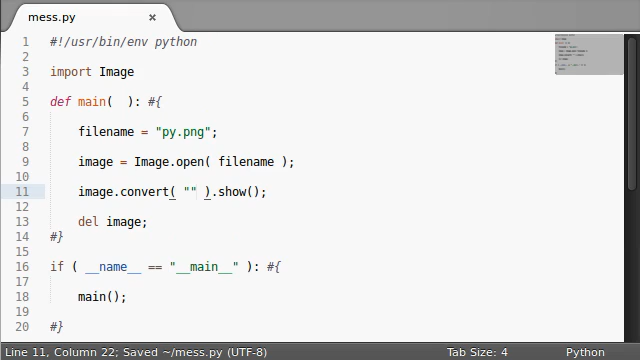 mess.py ×
1 #!/usr/bin/env python
2
3 import Image
4
5 def main(  ): #{
6
7 filename = "py.png";
8
9 image = Image.open( filename );
10
11 image.convert( "" ).show();
12
13 del image;
14 #}
15
16 if ( __name__ == "__main__" ): #{
17
18 main();
19
20 #}
Line 11, Column 22; Saved ~/mess.py (UTF-8) Tab Size: 4 Python